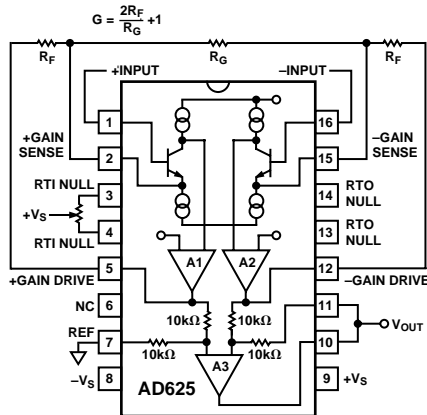 G = 2RF/RG +1
RF
RG
RF
+INPUT
–INPUT
1
16
+GAIN SENSE
–GAIN SENSE
2
15
RTI NULL
3
14
RTO NULL
+VS
RTI NULL
4
13
RTO NULL
A1
A2
+GAIN DRIVE
5
12
–GAIN DRIVE
NC
6
10kΩ
10kΩ
11
REF
7
10kΩ
10kΩ
10
VOUT
A3
–VS
8
AD625
9
+VS